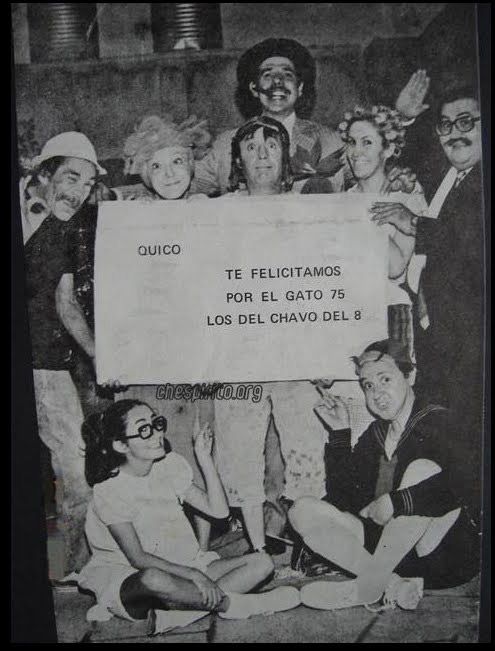 QUICO
TE FELICITAMOS
POR EL GATO 75
LOS DEL CHAVO DEL 8
chespirito.org